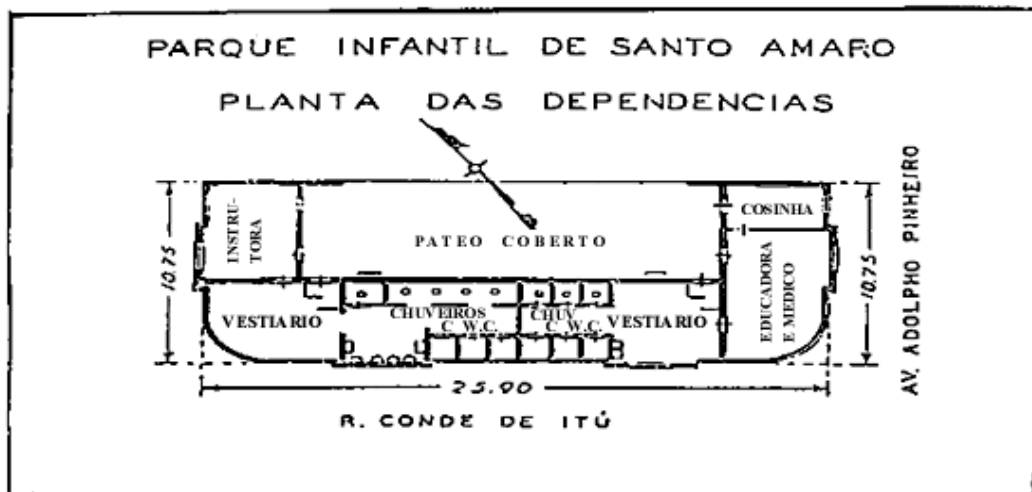 PARQUE INFANTIL DE SANTO AMARO
PLANTA DAS DEPENDENCIAS
AV. ADOLPHO PINHEIRO
INSTRU-
TORA
PATEO COBERTO
COSINHA
EDUCADORA
E MEDICO
10.75
10.75
VESTIARIO
CHUVEIROS
C. W.C.
CHUV
C. W.C.
VESTIARIO
25.90
R. CONDE DE ITÚ